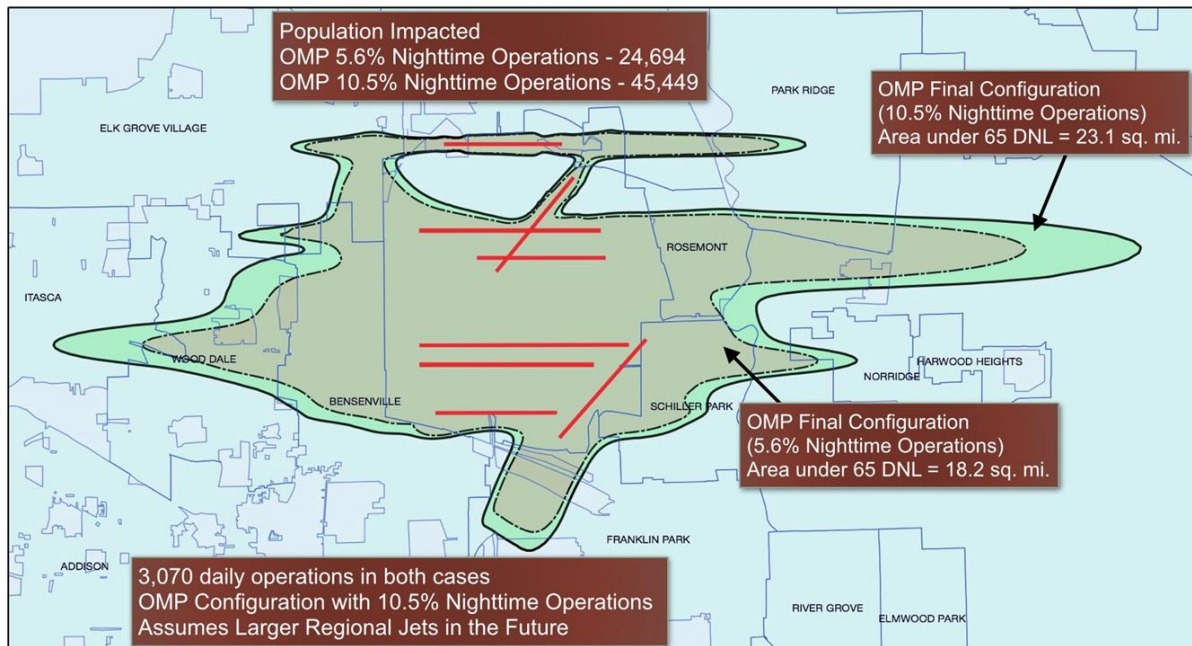 Population Impacted
OMP 5.6% Nighttime Operations - 24,694
OMP 10.5% Nighttime Operations - 45,449
PARK RIDGE
OMP Final Configuration
(10.5% Nighttime Operations)
Area under 65 DNL = 23.1 sq. mi.
ELK GROVE VILLAGE
ROSEMONT
ITASCA
WOOD DALE
HARWOOD HEIGHTS
NORRIDGE
BENSENVILLE
SCHILLER PARK
OMP Final Configuration
(5.6% Nighttime Operations)
Area under 65 DNL = 18.2 sq. mi.
FRANKLIN PARK
ADDISON
3,070 daily operations in both cases
OMP Configuration with 10.5% Nighttime Operations
Assumes Larger Regional Jets in the Future
RIVER GROVE
ELMWOOD PARK